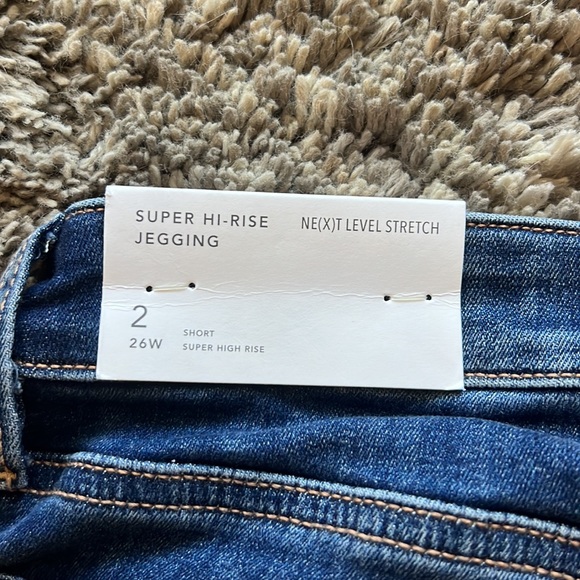 SUPER HI-RISE
JEGGING
NE(X)T LEVEL STRETCH
2
26W
SHORT
SUPER HIGH RISE